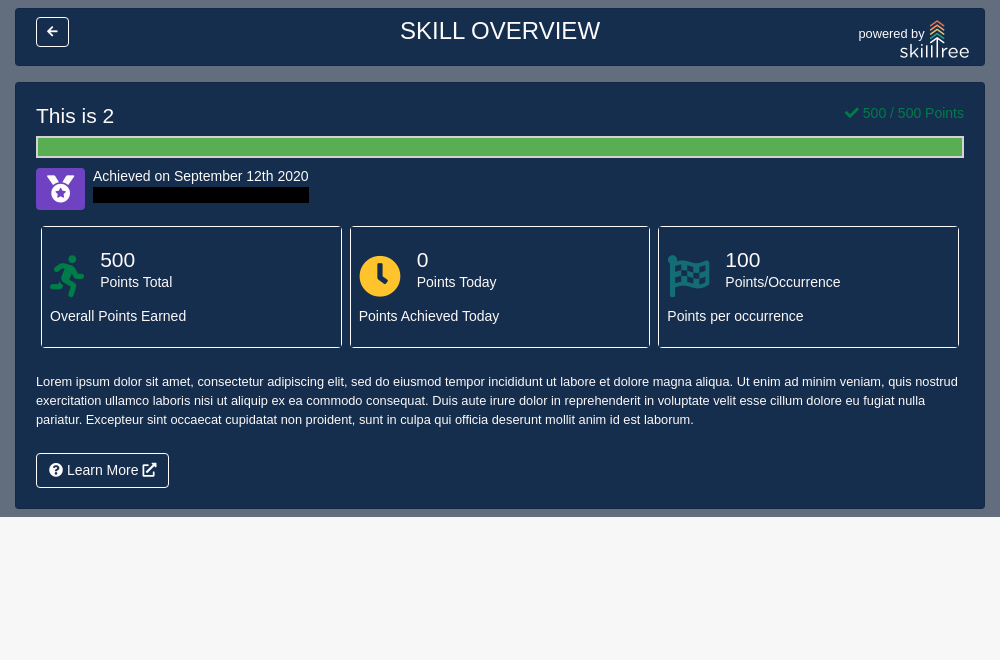 SKILL OVERVIEW
powered by
skilltree
This is 2
500 / 500 Points
Achieved on September 12th 2020
500
Points Total
Overall Points Earned
0
Points Today
Points Achieved Today
100
Points/Occurrence
Points per occurrence
Lorem ipsum dolor sit amet, consectetur adipiscing elit, sed do eiusmod tempor incididunt ut labore et dolore magna aliqua. Ut enim ad minim veniam, quis nostrud
exercitation ullamco laboris nisi ut aliquip ex ea commodo consequat. Duis aute irure dolor in reprehenderit in voluptate velit esse cillum dolore eu fugiat nulla
pariatur. Excepteur sint occaecat cupidatat non proident, sunt in culpa qui officia deserunt mollit anim id est laborum.
Learn More